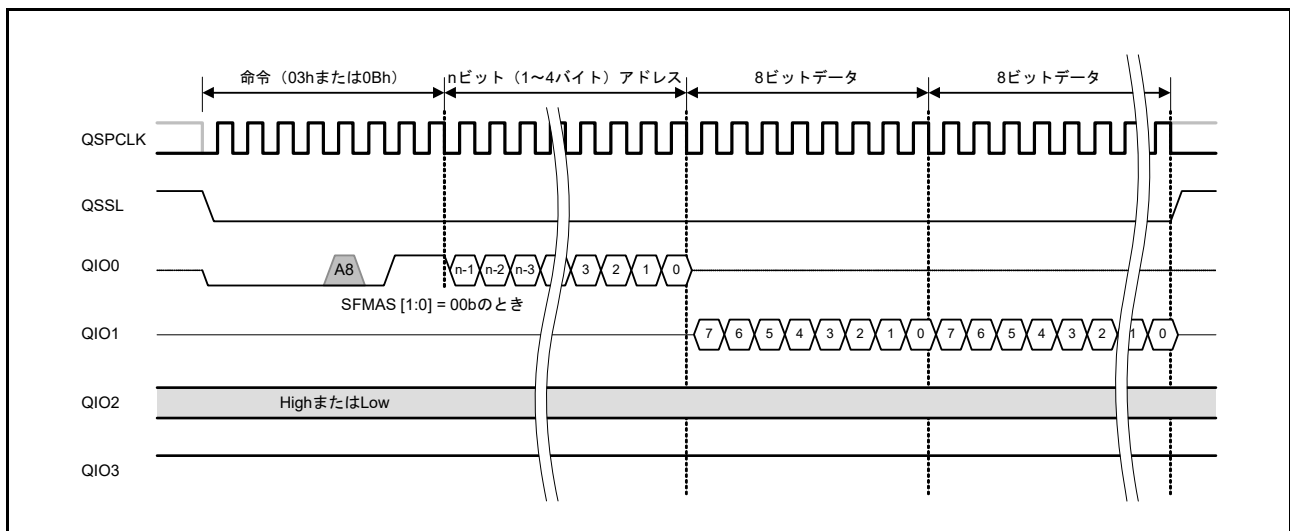 命令（03hまたは0Bh） nビット（1～4バイト）アドレス 8ビットデータ 8ビットデータ
QSPCLK
QSSL
QIO0 A8 n-1 n-2 n-3 3 2 1 0
SFMAS [1:0] = 00bのとき
QIO1 7 6 5 4 3 2 1 0 7 6 5 4 3 2 1 0
QIO2 HighまたはLow
QIO3